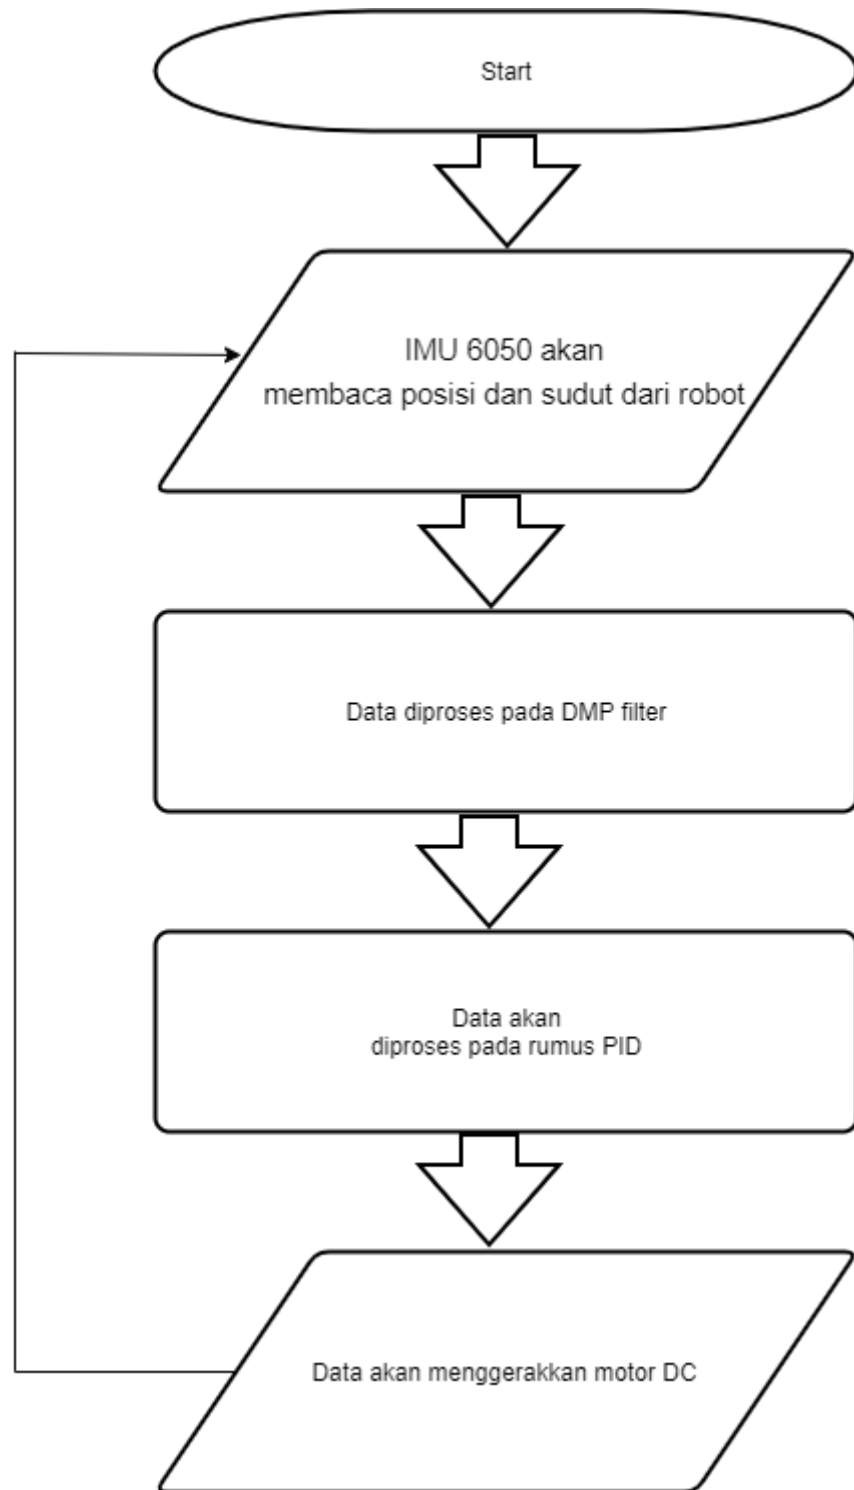 Start
IMU 6050 akan
membaca posisi dan sudut dari robot
Data diproses pada DMP filter
Data akan
diproses pada rumus PID
Data akan menggerakkan motor DC